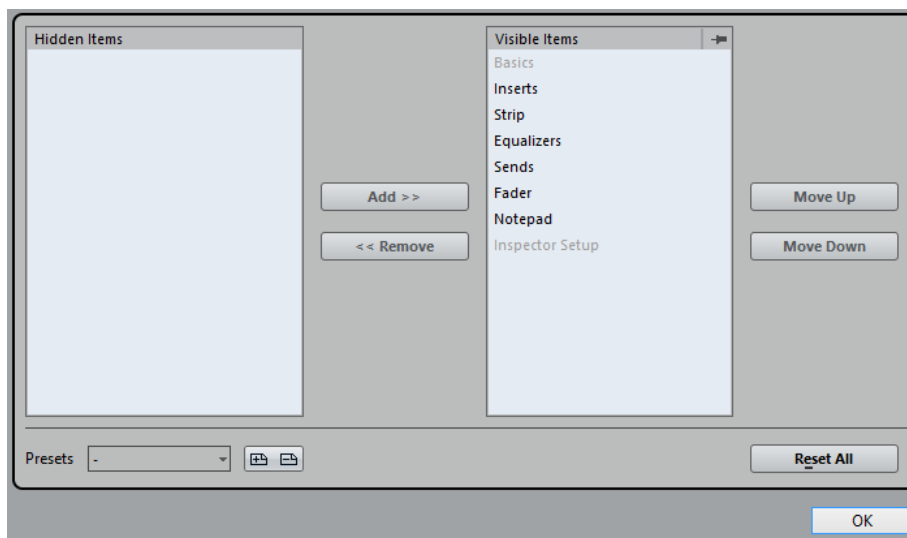 Hidden Items
Visible Items
Basics
Inserts
Strip
Equalizers
Sends
Fader
Notepad
Inspector Setup
Add >>
<< Remove
Move Up
Move Down
Presets -
Reset All
OK